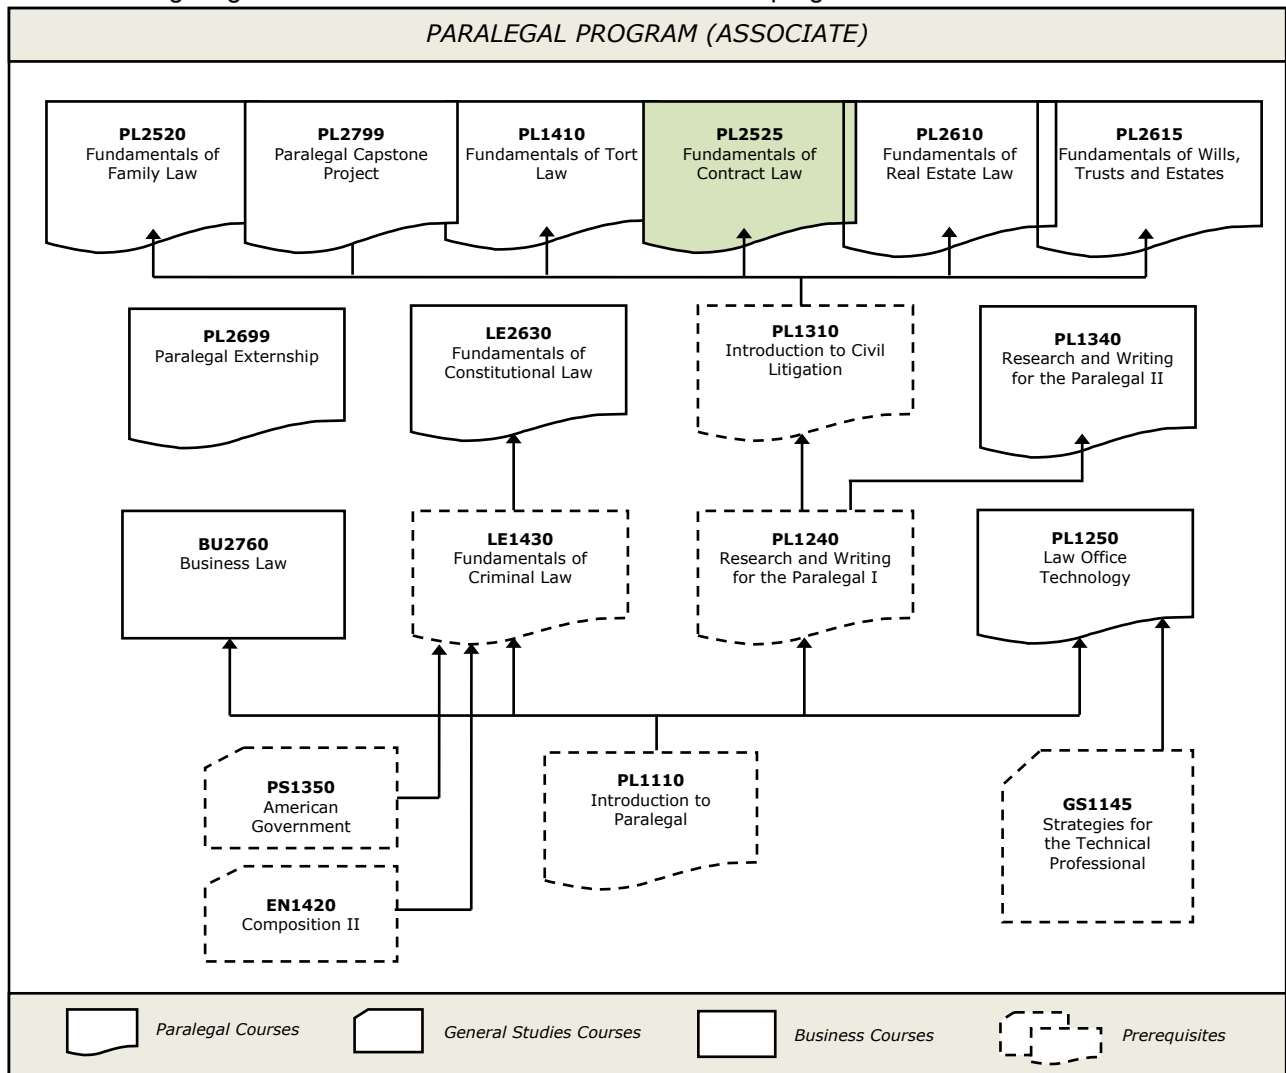 PARALEGAL PROGRAM (ASSOCIATE)
PL2520
Fundamentals of
Family Law
PL2799
Paralegal Capstone
Project
PL1410
Fundamentals of Tort
Law
PL2525
Fundamentals of
Contract Law
PL2610
Fundamentals of
Real Estate Law
PL2615
Fundamentals of Wills,
Trusts and Estates
PL2699
Paralegal Externship
LE2630
Fundamentals of
Constitutional Law
PL1310
Introduction to Civil
Litigation
PL1340
Research and Writing
for the Paralegal II
BU2760
Business Law
LE1430
Fundamentals of
Criminal Law
PL1240
Research and Writing
for the Paralegal I
PL1250
Law Office
Technology
PS1350
American
Government
PL1110
Introduction to
Paralegal
GS1145
Strategies for
the Technical
Professional
EN1420
Composition II
Paralegal Courses
General Studies Courses
Business Courses
Prerequisites